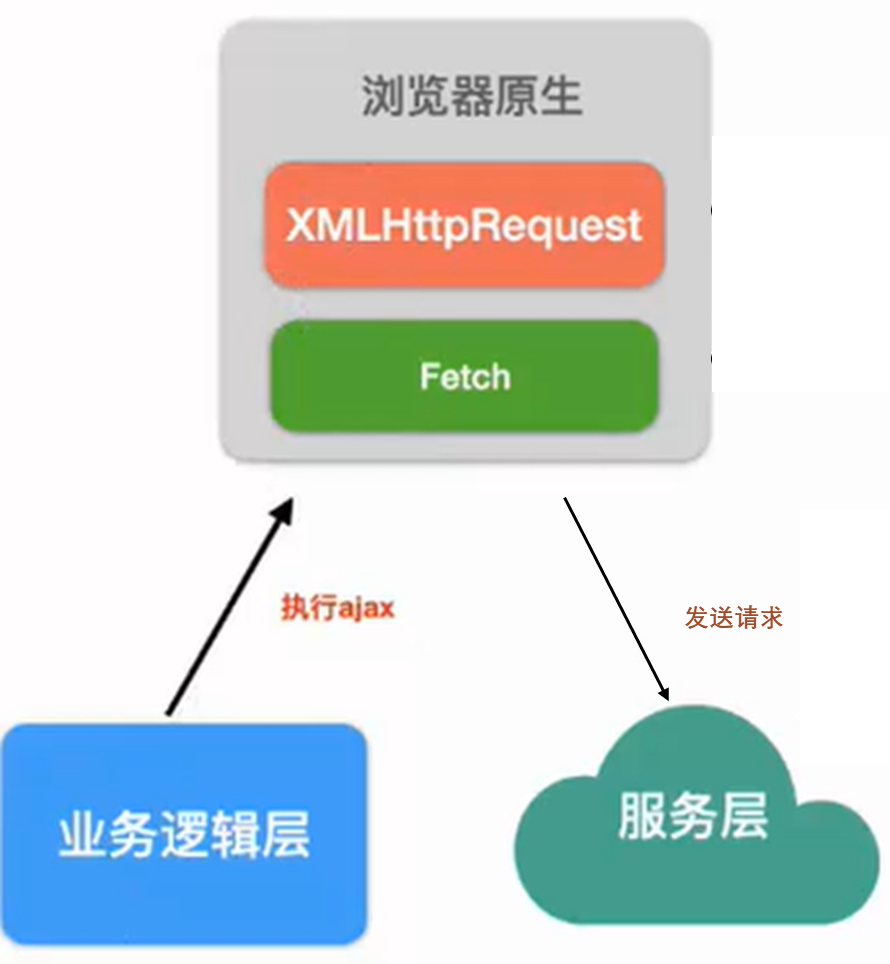 浏览器原生
XMLHttpRequest
Fetch
执行ajax
发送请求
业务逻辑层
服务层